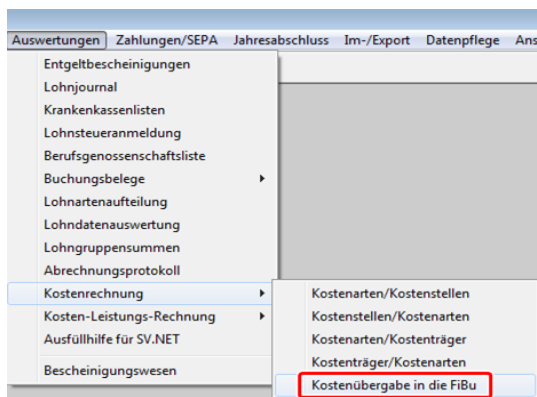 Auswertungen Zahlungen/SEPA Jahresabschluss Im-/Export Datenpflege Ans
Entgeltbescheinigungen
Lohnjournal
Krankenkassenlisten
Lohnsteueranmeldung
Berufsgenossenschaftsliste
Buchungsbelege
Lohnartenaufteilung
Lohndatenauswertung
Lohngruppensummen
Abrechnungsprotokoll
Kostenrechnung
Kosten-Leistungs-Rechnung
Ausfüllhilfe für SV.NET
Bescheinigungswesen
Kostenarten/Kostenstellen
Kostenstellen/Kostenarten
Kostenarten/Kostenträger
Kostenträger/Kostenarten
Kostenübergabe in die FiBu